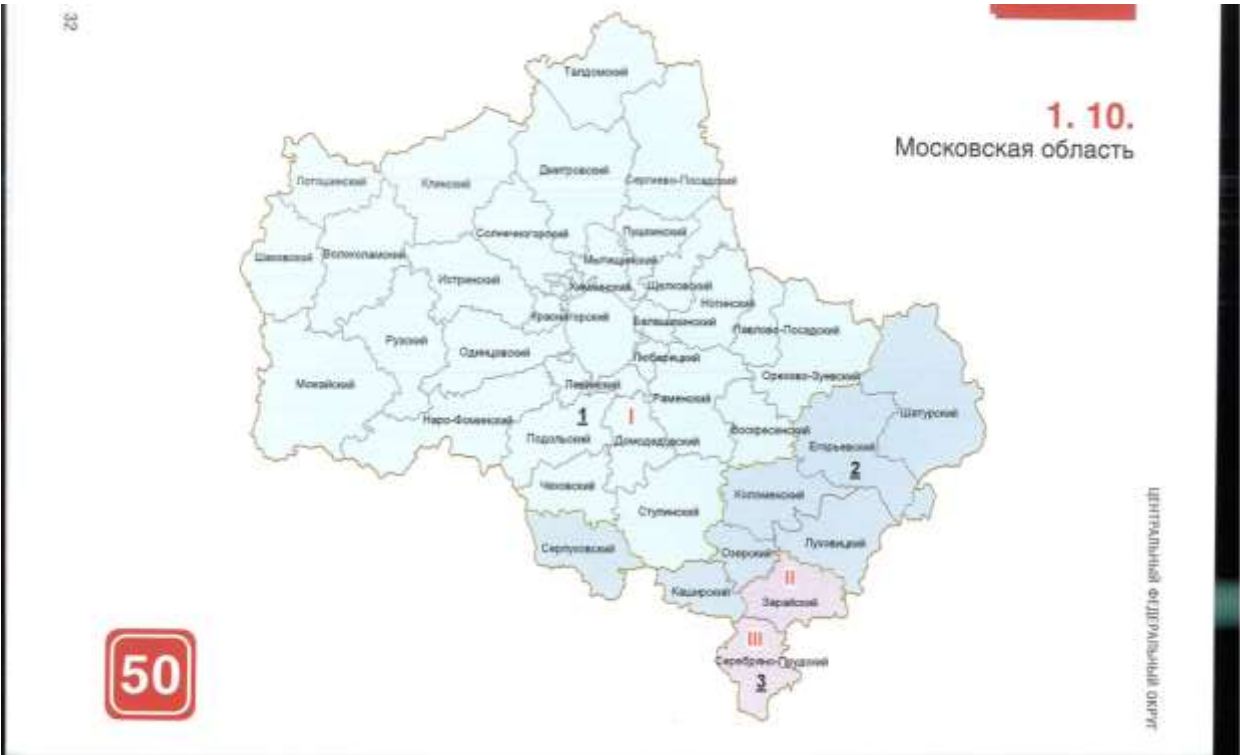 32
1. 10.
Московская область
Талдомский
Дмитровский
Сергиево-Посадский
Лотошинский
Клинский
Солнечногорский
Пушкинский
Шаховской
Волоколамский
Мытищинский
Истринский
Химкинский
Щелковский
Ногинский
Красногорский
Балашихинский
Павлово-Посадский
Рузский
Одинцовский
Люберецкий
Можайский
Ленинский
Орехово-Зуевский
Раменский
Шатурский
Наро-Фоминский
1
I
Воскресенский
Подольский
Домодедовский
Егорьевский
2
Чеховский
Коломенский
Ступинский
Серпуховский
Озерский
Луховицкий
II
Каширский
Зарайский
III
Серебряно-Прудский
3
50
ЦЕНТРАЛЬНЫЙ ФЕДЕРАЛЬНЫЙ ОКРУГ